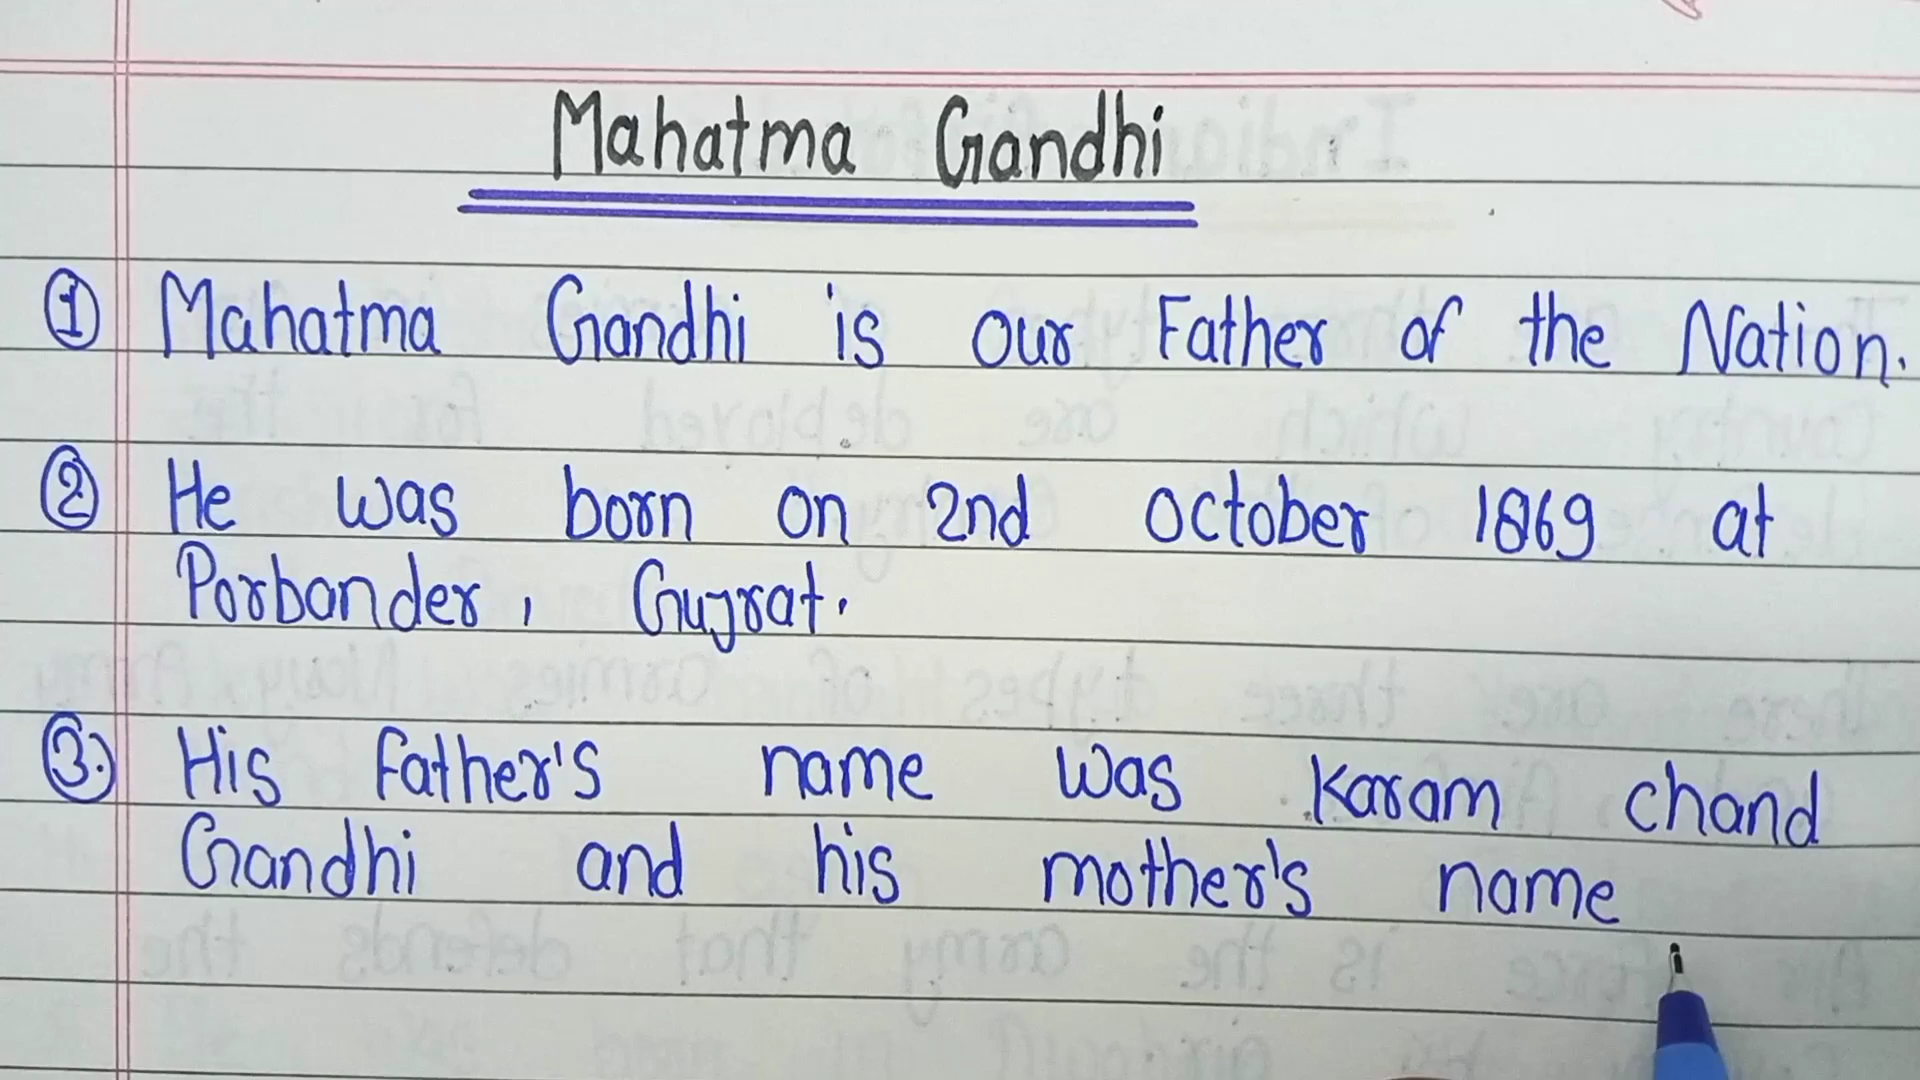 Mahatma Gandhi
① Mahatma Gandhi is our Father of the Nation.
② He was born on 2nd October 1869 at
Porbander, Gujrat.
③ His father's name was Karam chand
Gandhi and his mother's name